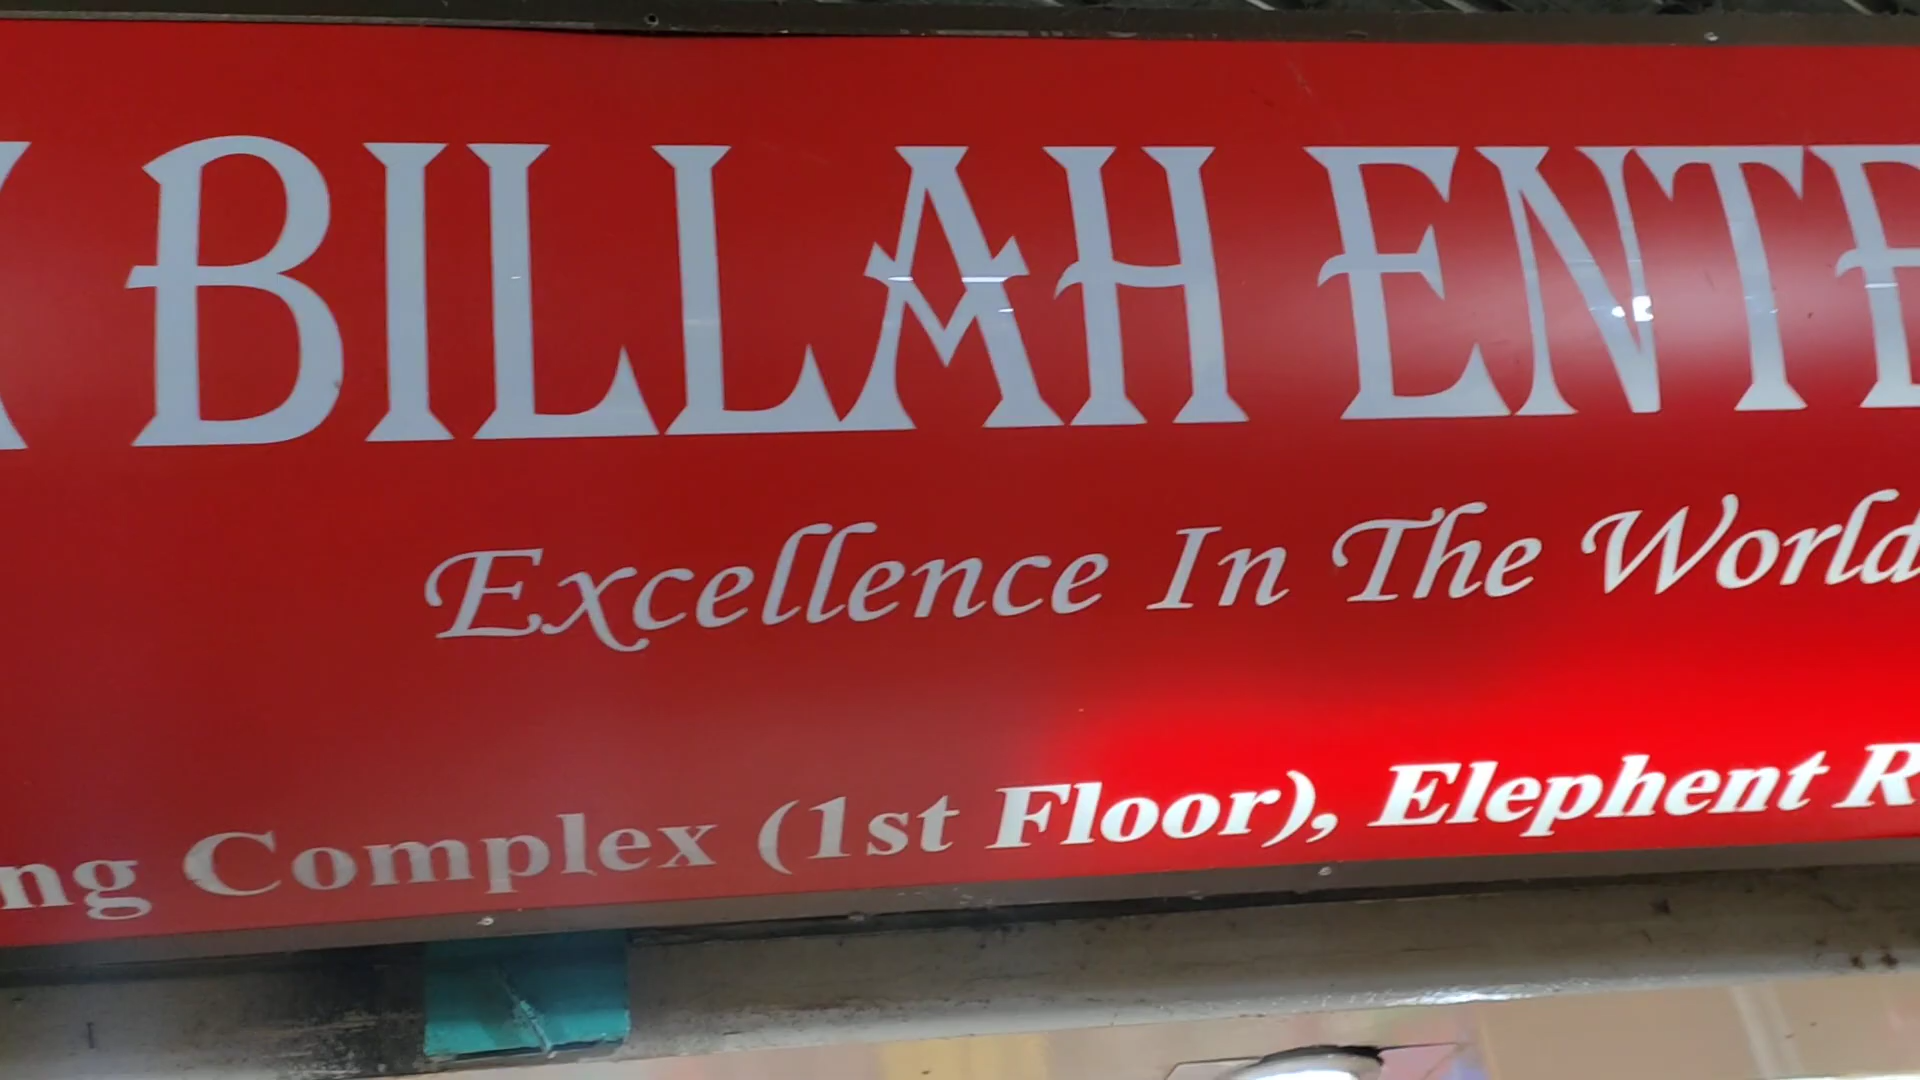 BILLAH ENTE
Excellence In The World
ng Complex (1st Floor), Elephent R